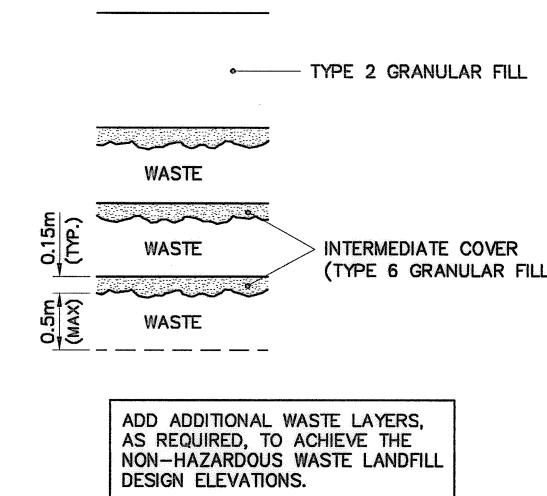 TYPE 2 GRANULAR FILL
WASTE
0.15m
(TYP.)
WASTE
INTERMEDIATE COVER
(TYPE 6 GRANULAR FILL
0.5m
(MAX)
WASTE
ADD ADDITIONAL WASTE LAYERS,
AS REQUIRED, TO ACHIEVE THE
NON-HAZARDOUS WASTE LANDFILL
DESIGN ELEVATIONS.